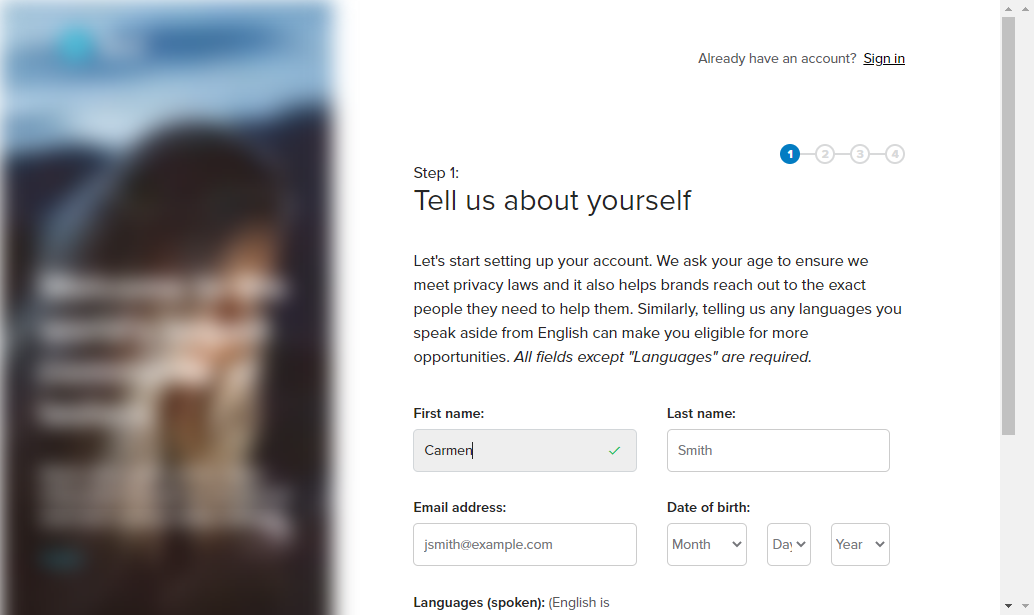 Already have an account? Sign in
1 2 3 4
Step 1:
Tell us about yourself
Let's start setting up your account. We ask your age to ensure we
meet privacy laws and it also helps brands reach out to the exact
people they need to help them. Similarly, telling us any languages you
speak aside from English can make you eligible for more
opportunities. All fields except "Languages" are required.
First name: Last name:
Carmen Smith
Email address: Date of birth:
jsmith@example.com Month Day Year
Languages (spoken): (English is